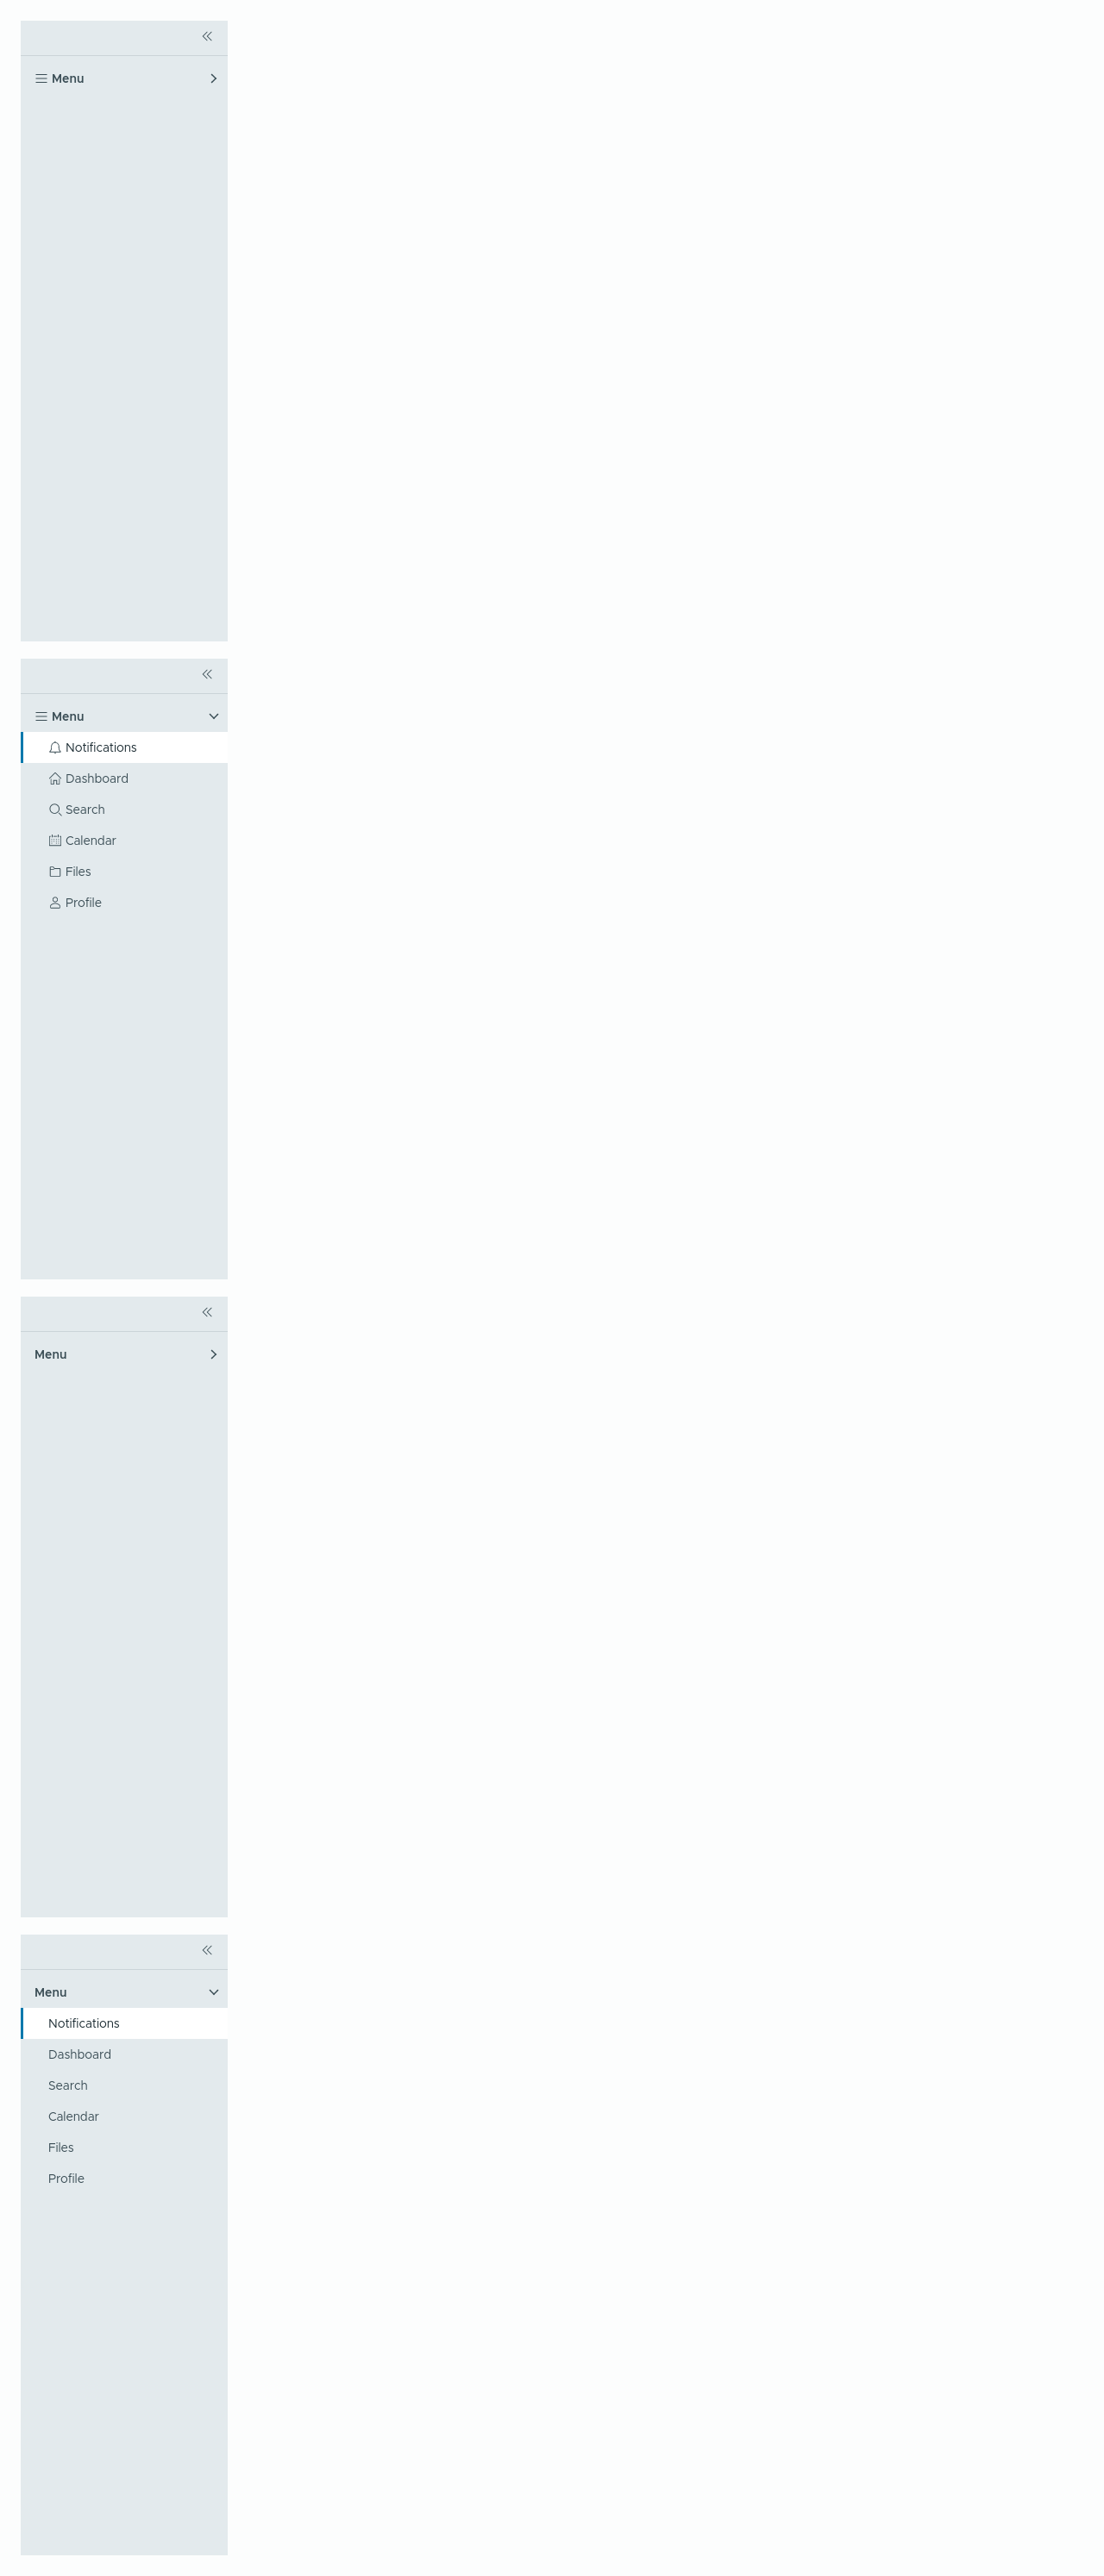 Menu
Menu
Notifications
Dashboard
Search
Calendar
Files
Profile
Menu
Menu
Notifications
Dashboard
Search
Calendar
Files
Profile